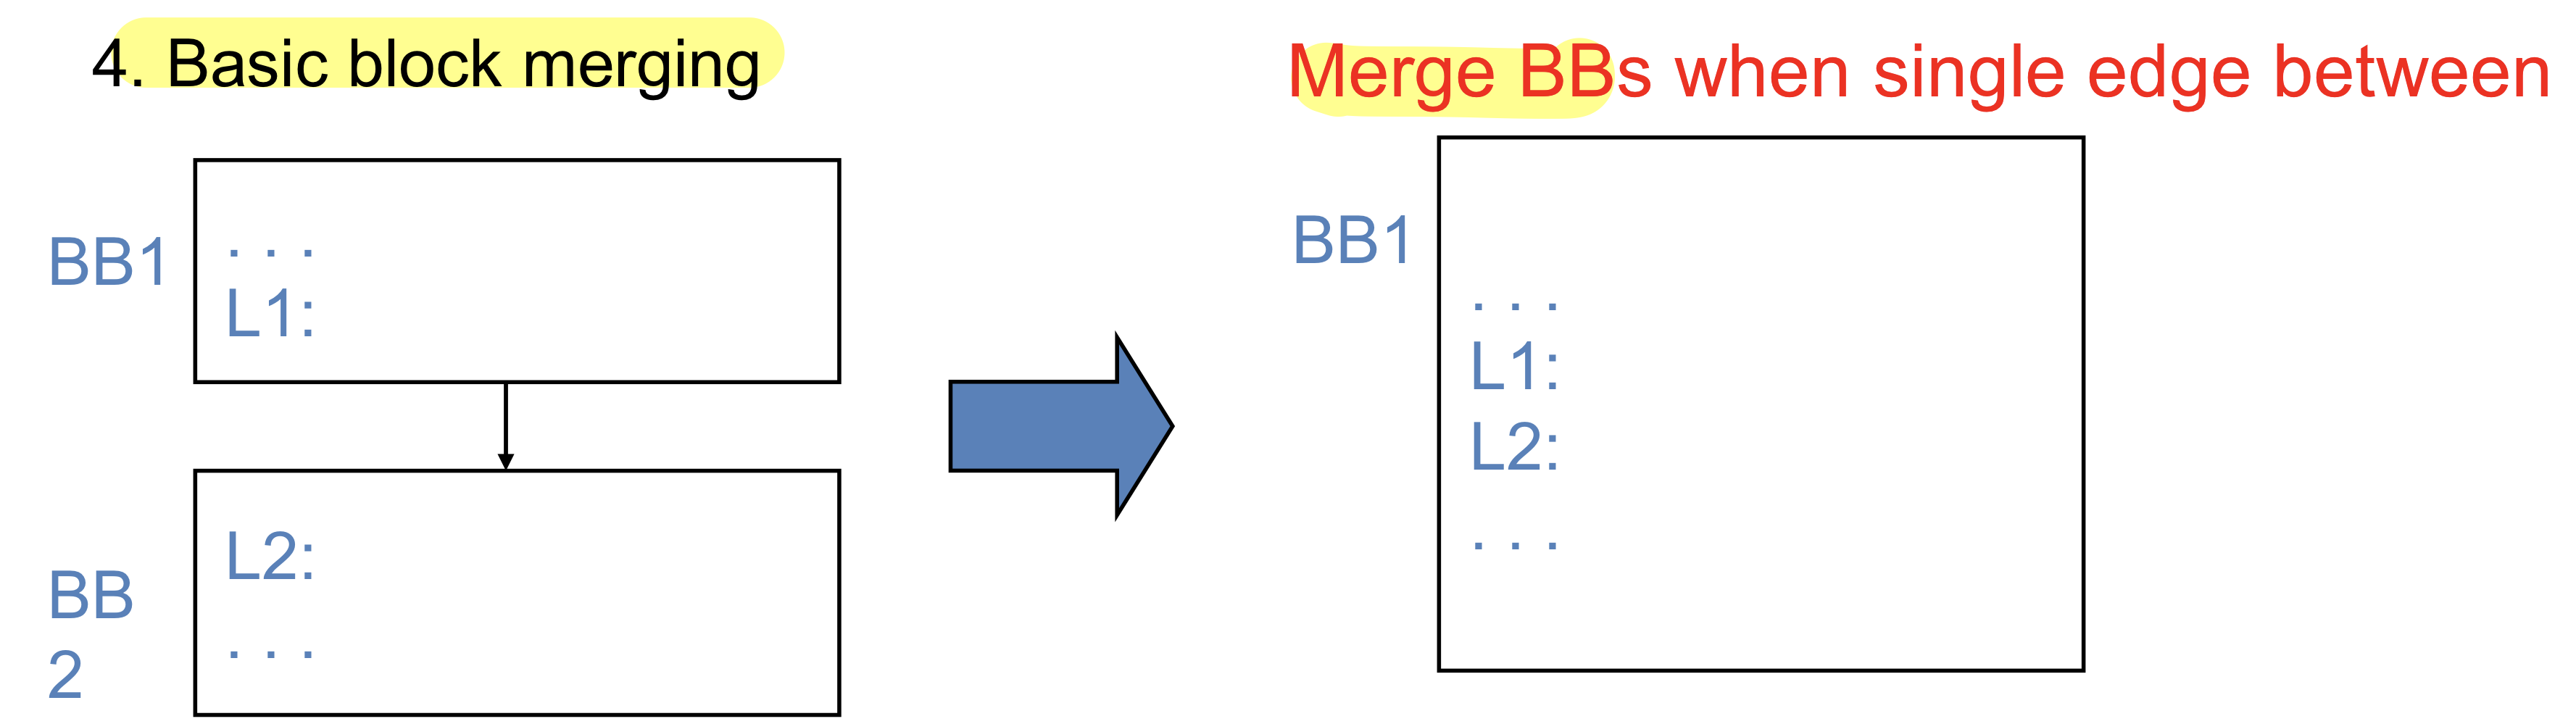 4. Basic block merging
Merge BBs when single edge between
BB1
. . .
L1:
BB
2
L2:
. . .
BB1
. . .
L1:
L2:
. . .